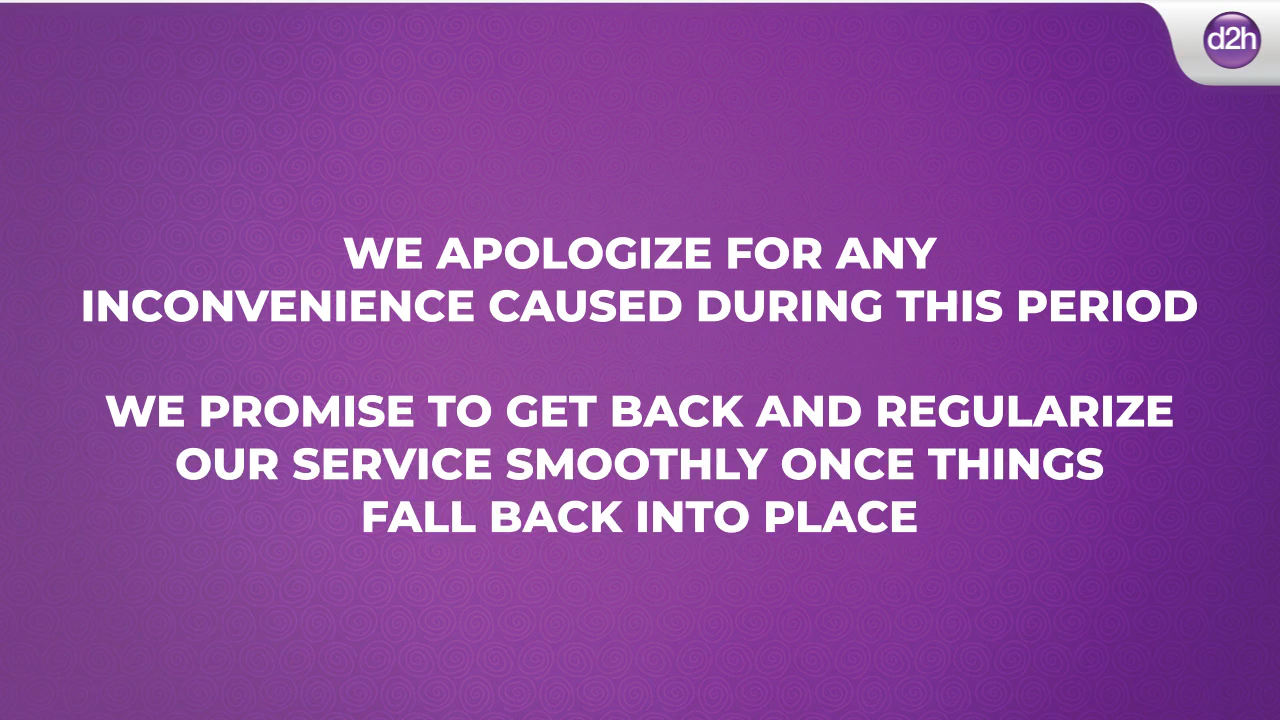 d2h
WE APOLOGIZE FOR ANY
INCONVENIENCE CAUSED DURING THIS PERIOD
WE PROMISE TO GET BACK AND REGULARIZE
OUR SERVICE SMOOTHLY ONCE THINGS
FALL BACK INTO PLACE